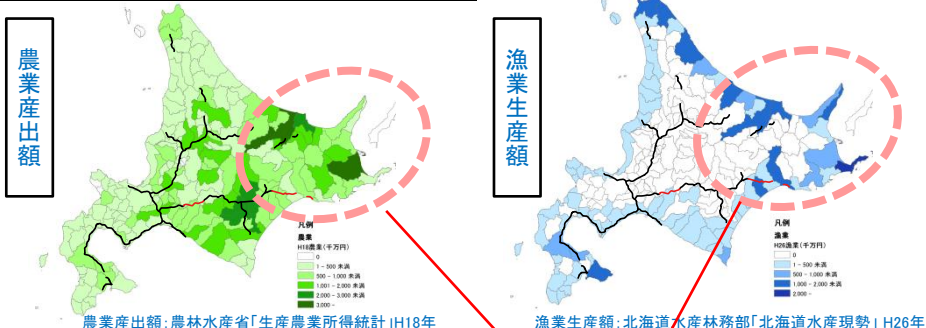 農業産出額
凡例
農業
H18農業(千万円)
0
1 - 500 未満
500 - 1,000 未満
1,001 - 2,000 未満
2,000 - 3,000 未満
3,000 -
農業産出額:農林水産省「生産農業所得統計」H18年
漁業生産額
凡例
漁業
H26漁業(千万円)
0
1 - 500 未満
500 - 1,000 未満
1,000 - 2,000 未満
2,000 -
漁業生産額:北海道水産林務部「北海道水産現勢」H26年